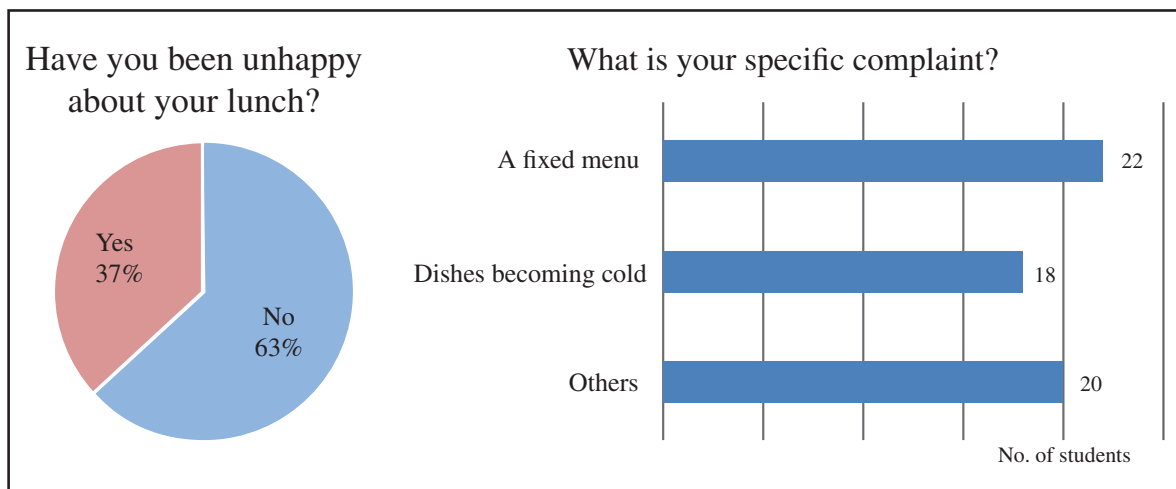 Have you been unhappy
about your lunch?
Yes
37%
No
63%
What is your specific complaint?
A fixed menu
22
Dishes becoming cold
18
Others
20
No. of students